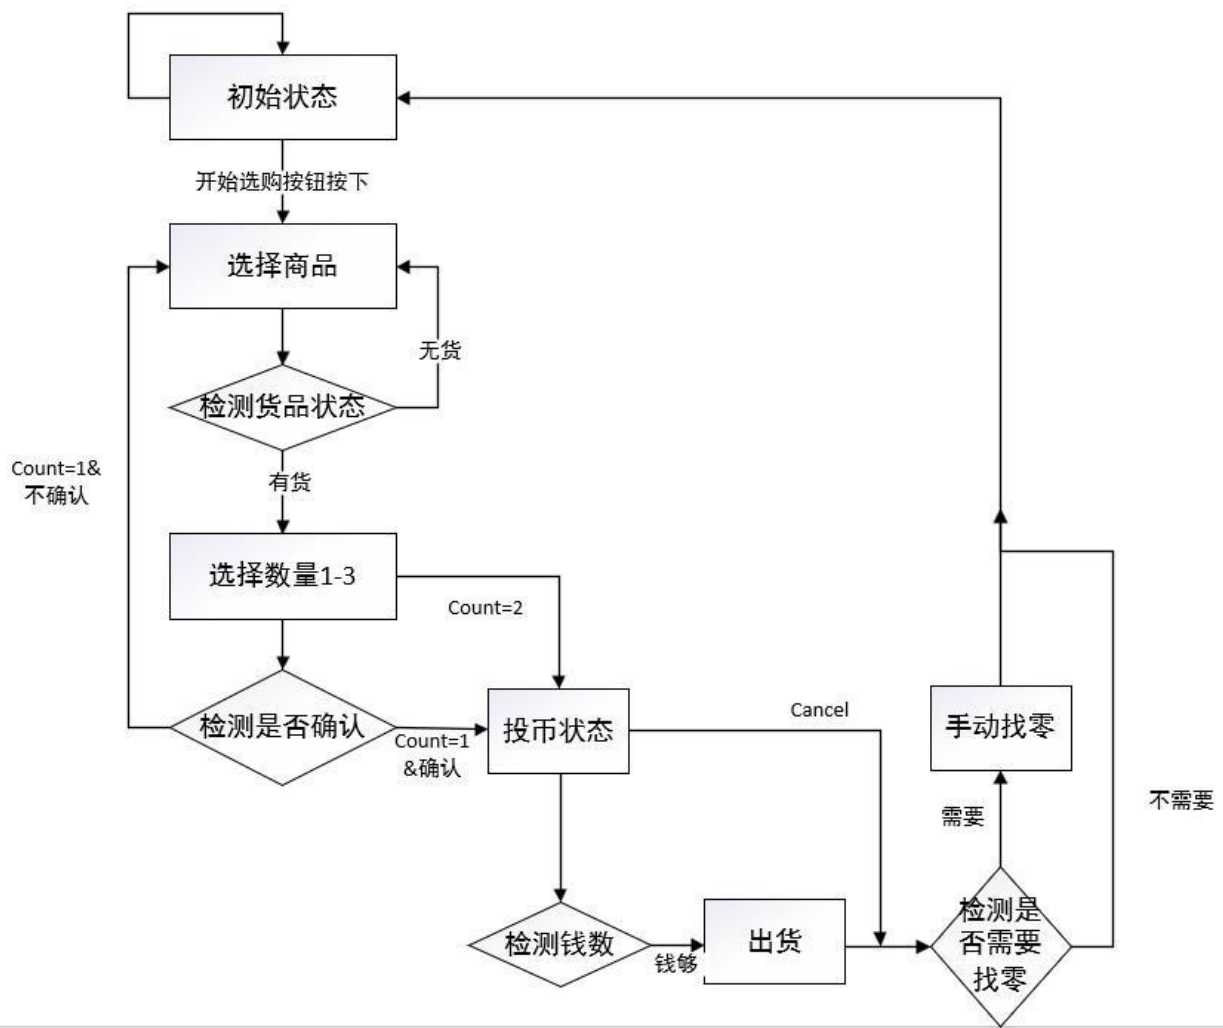 初始状态
开始选购按钮按下
选择商品
无货
检测货品状态
Count=1&
不确认
有货
选择数量1-3
Count=2
检测是否确认
Count=1
&确认
投币状态
Cancel
手动找零
需要
不需要
检测钱数
钱够
出货
检测是
否需要
找零